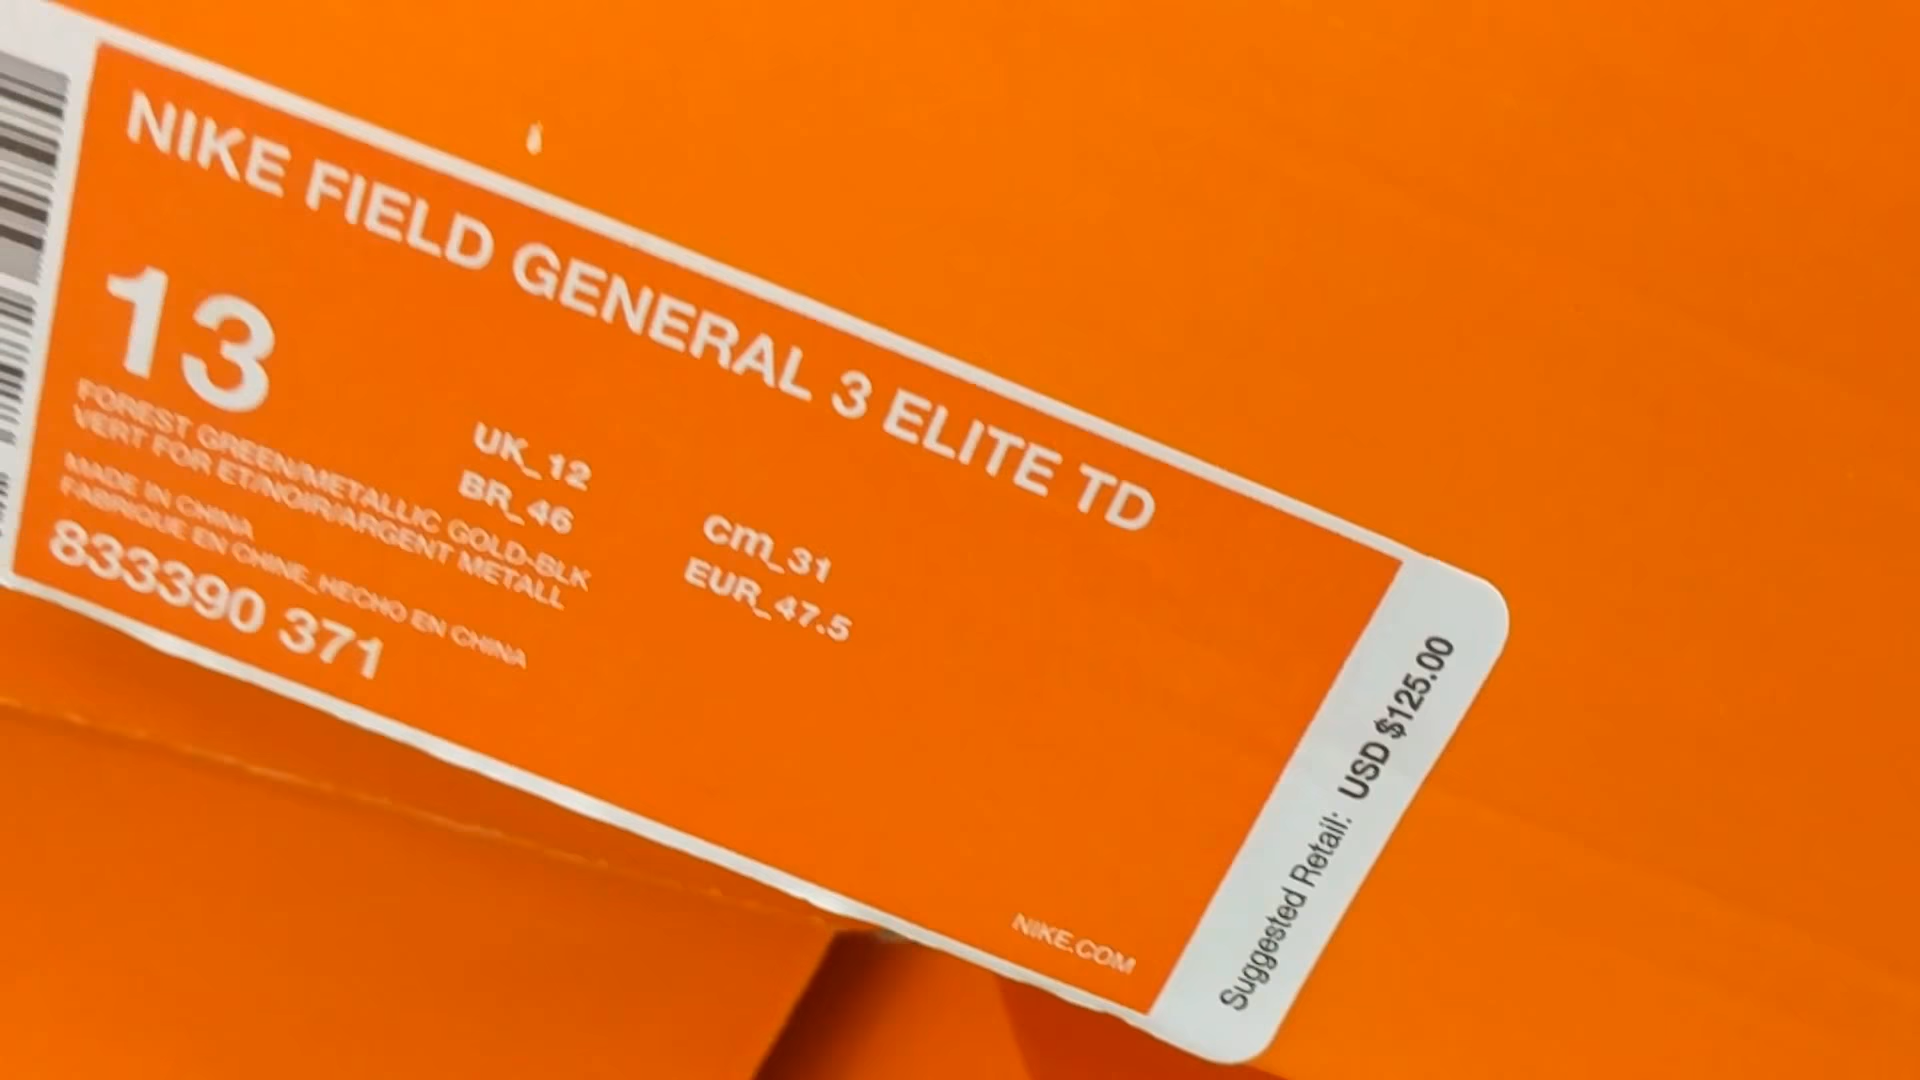 NIKE FIELD GENERAL 3 ELITE TD
13
UK_12
BR_46
cm_31
EUR_47.5
FOREST GREEN/METALLIC GOLD-BLK
VERT FOR ET/NOIR/ARGENT METALL
MADE IN CHINA
FABRIQUE EN CHINE_HECHO EN CHINA
833390 371
NIKE.COM
Suggested Retail: USD $125.00